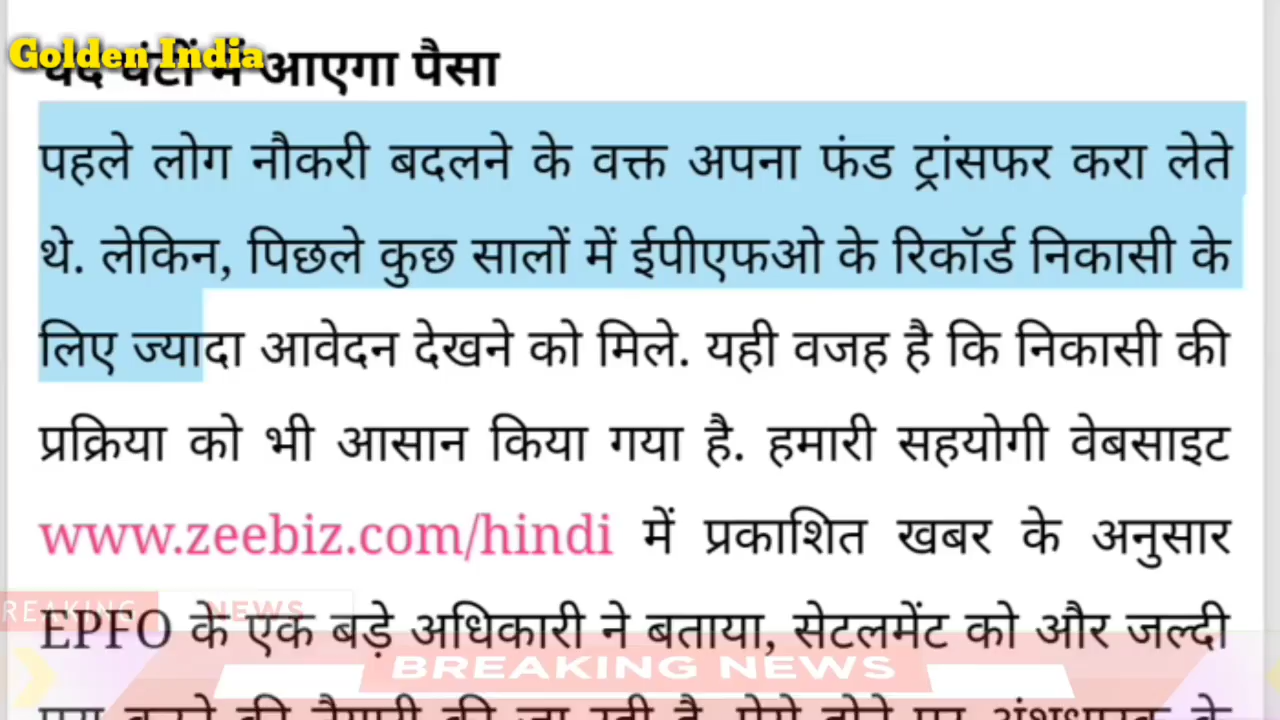 Golden India
घंटों में आएगा पैसा
पहले लोग नौकरी बदलने के वक्त अपना फंड ट्रांसफर करा लेते
थे. लेकिन, पिछले कुछ सालों में ईपीएफओ के रिकॉर्ड निकासी के
लिए ज्यादा आवेदन देखने को मिले. यही वजह है कि निकासी की
प्रक्रिया को भी आसान किया गया है. हमारी सहयोगी वेबसाइट
www.zeebiz.com/hindi में प्रकाशित खबर के अनुसार
BREAKING NEWS
EPFO के एक बड़े अधिकारी ने बताया, सेटलमेंट को और जल्दी
BREAKING NEWS